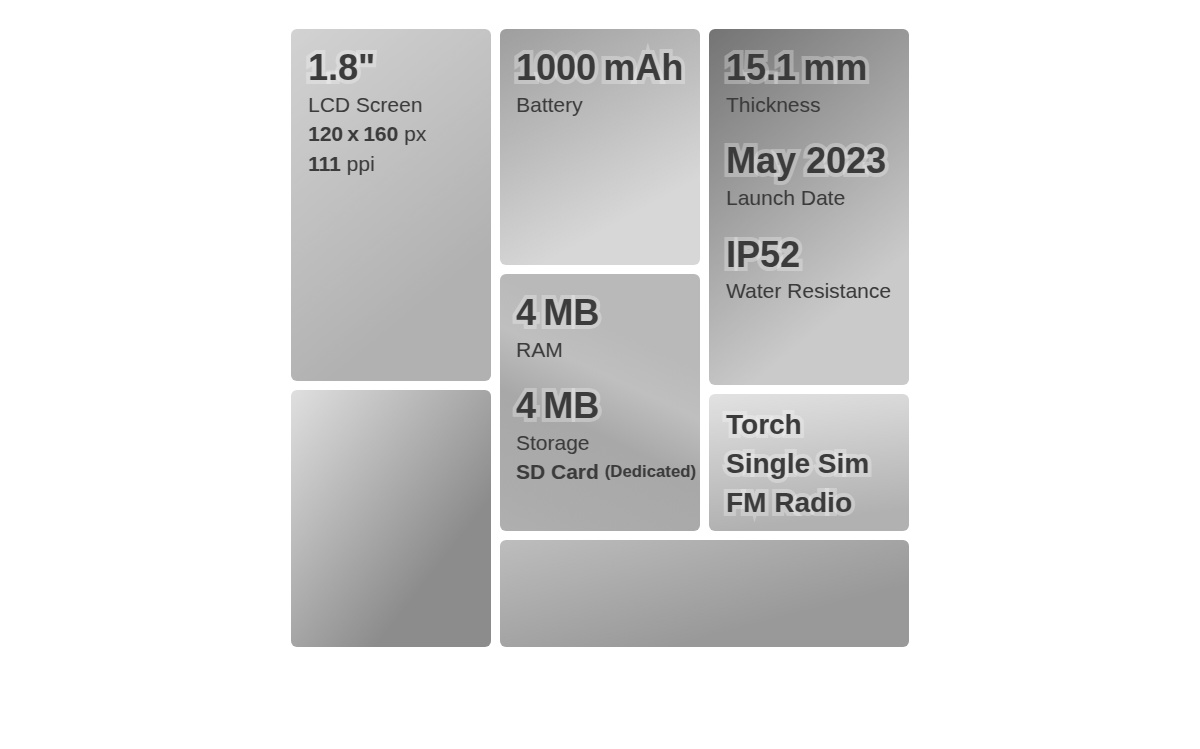 1.8"
LCD Screen
120 x 160 px
111 ppi
1000 mAh
Battery
15.1 mm
Thickness
May 2023
Launch Date
IP52
Water Resistance
4 MB
RAM
4 MB
Storage
SD Card (Dedicated)
Torch
Single Sim
FM Radio